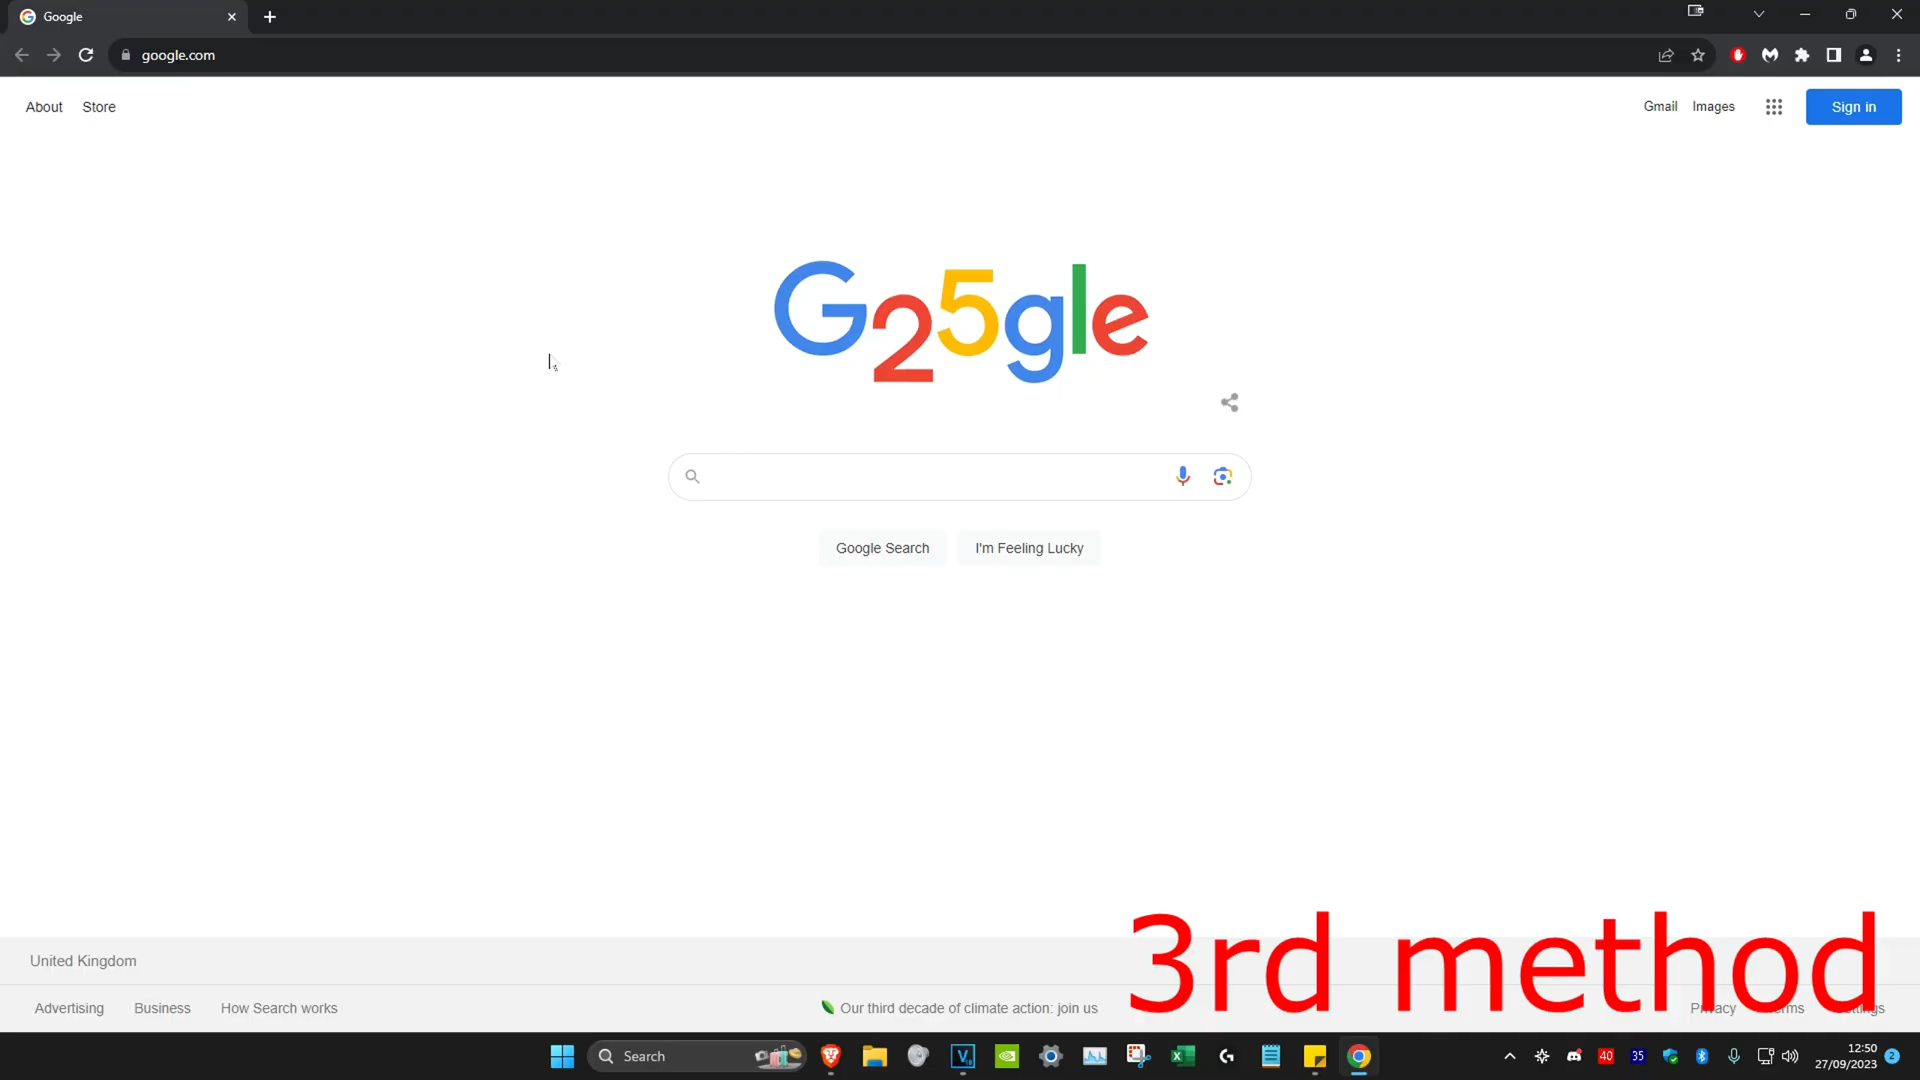 Google
google.com
About Store
Gmail Images Sign in
G25gle
Google Search I'm Feeling Lucky
3rd method
United Kingdom
Advertising Business How Search works
Our third decade of climate action: join us
Search
40 35
12:50
27/09/2023
2